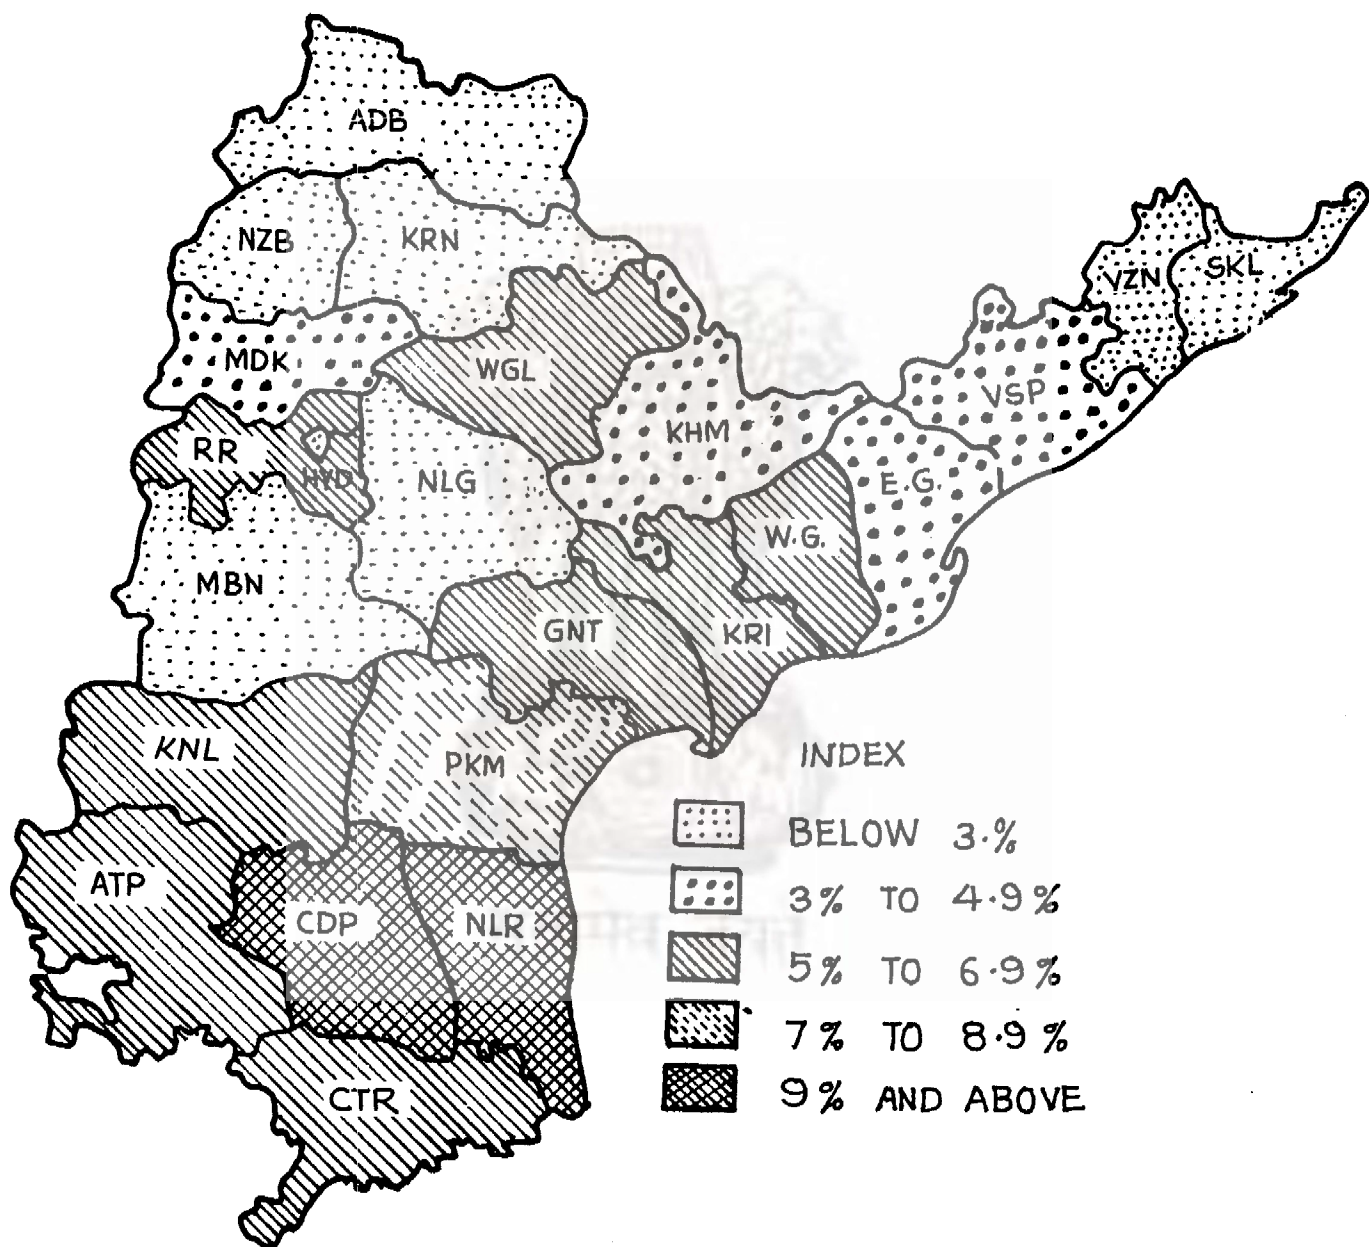 ADB
NZB
KRN
VZN
SKL
MDK
WGL
VSP
KHM
RR
HYD
NLG
E.G.
W.G.
MBN
GNT
KRI
KNL
PKM
INDEX
BELOW 3.%
ATP
3% TO 4.9%
CDP
NLR
5% TO 6.9%
7% TO 8.9%
9% AND ABOVE
CTR